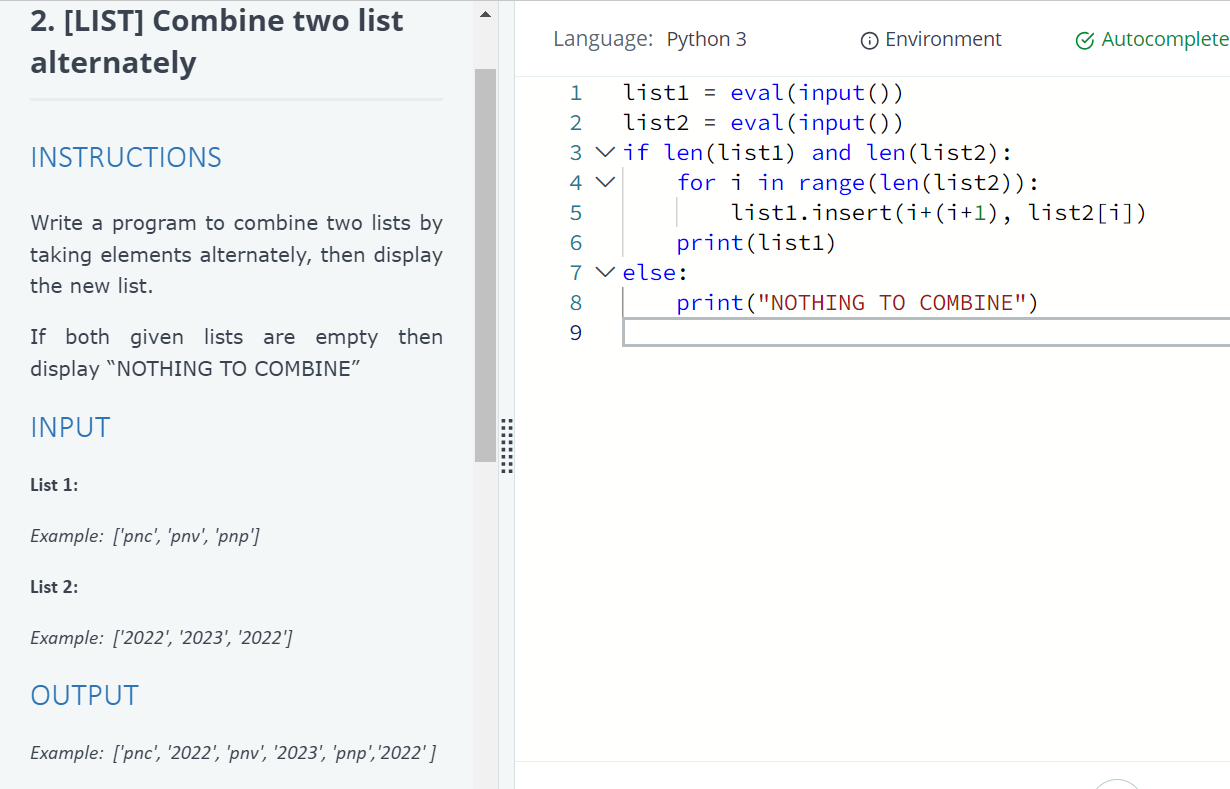 2. [LIST] Combine two list
alternately
INSTRUCTIONS
Write a program to combine two lists by
taking elements alternately, then display
the new list.
If both given lists are empty then
display “NOTHING TO COMBINE”
INPUT
List 1:
Example: ['pnc', 'pnv', 'pnp']
List 2:
Example: ['2022', '2023', '2022']
OUTPUT
Example: ['pnc', '2022', 'pnv', '2023', 'pnp','2022' ]
Language: Python 3 Environment Autocomplete
1 list1 = eval(input())
2 list2 = eval(input())
3 if len(list1) and len(list2):
4     for i in range(len(list2)):
5         list1.insert(i+(i+1), list2[i])
6     print(list1)
7 else:
8     print("NOTHING TO COMBINE")
9